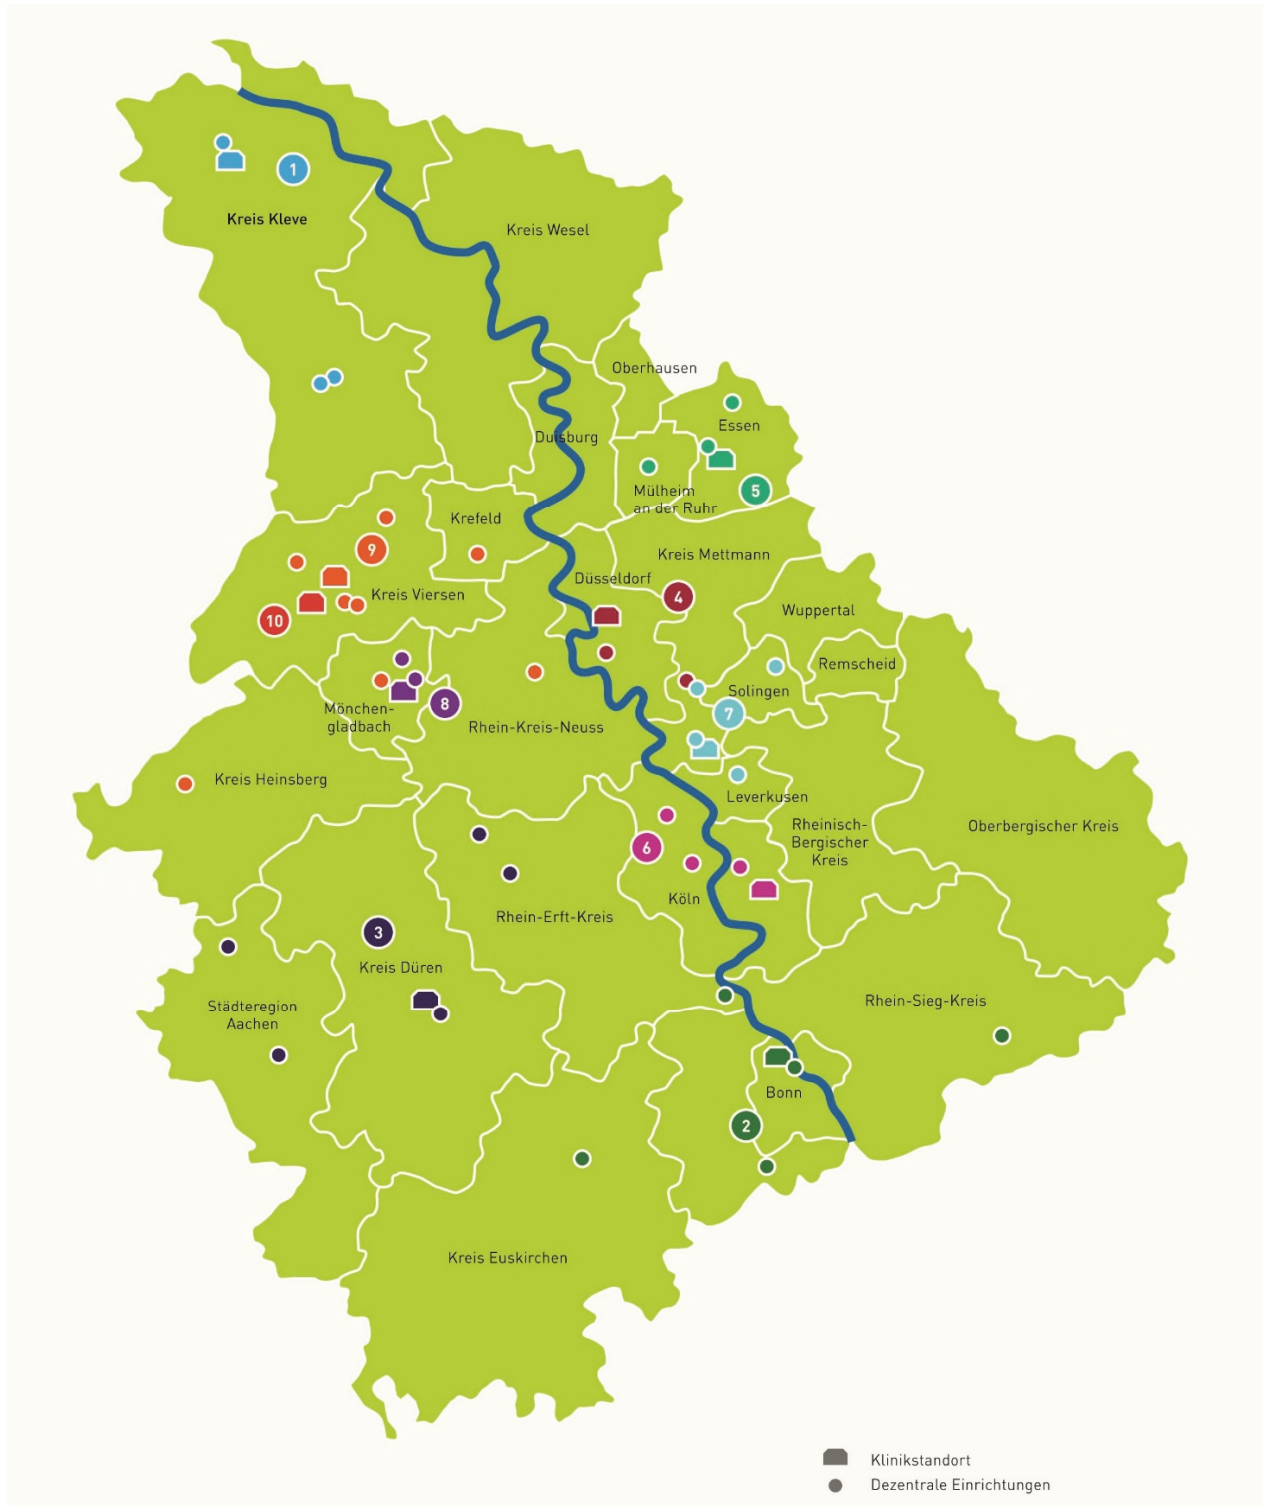 1
Kreis Kleve
Kreis Wesel
Oberhausen
Essen
Duisburg
Mülheim
an der Ruhr
5
Krefeld
9
Kreis Mettmann
Düsseldorf
4
Kreis Viersen
10
Wuppertal
Remscheid
Solingen
7
8
Mönchen-
gladbach
Rhein-Kreis-Neuss
Kreis Heinsberg
Leverkusen
Rheinisch-
Bergischer
Kreis
Oberbergischer Kreis
6
Köln
Rhein-Erft-Kreis
3
Kreis Düren
Städteregion
Aachen
Rhein-Sieg-Kreis
Bonn
2
Kreis Euskirchen
Klinikstandort
Dezentrale Einrichtungen